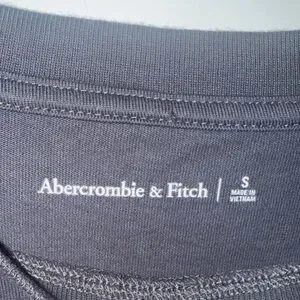 Abercrombie & Fitch
S
MADE IN
VIETNAM